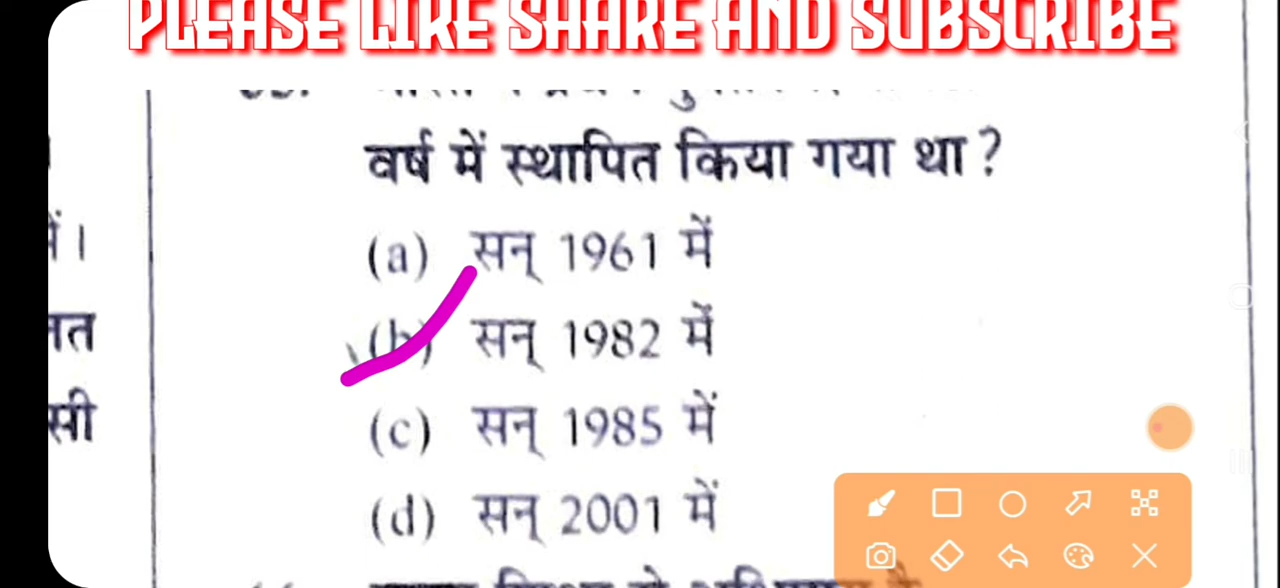 PLEASE LIKE SHARE AND SUBSCRIBE
वर्ष में स्थापित किया गया था?
(a) सन् 1961 में
(b) सन् 1982 में
(c) सन् 1985 में
(d) सन् 2001 में